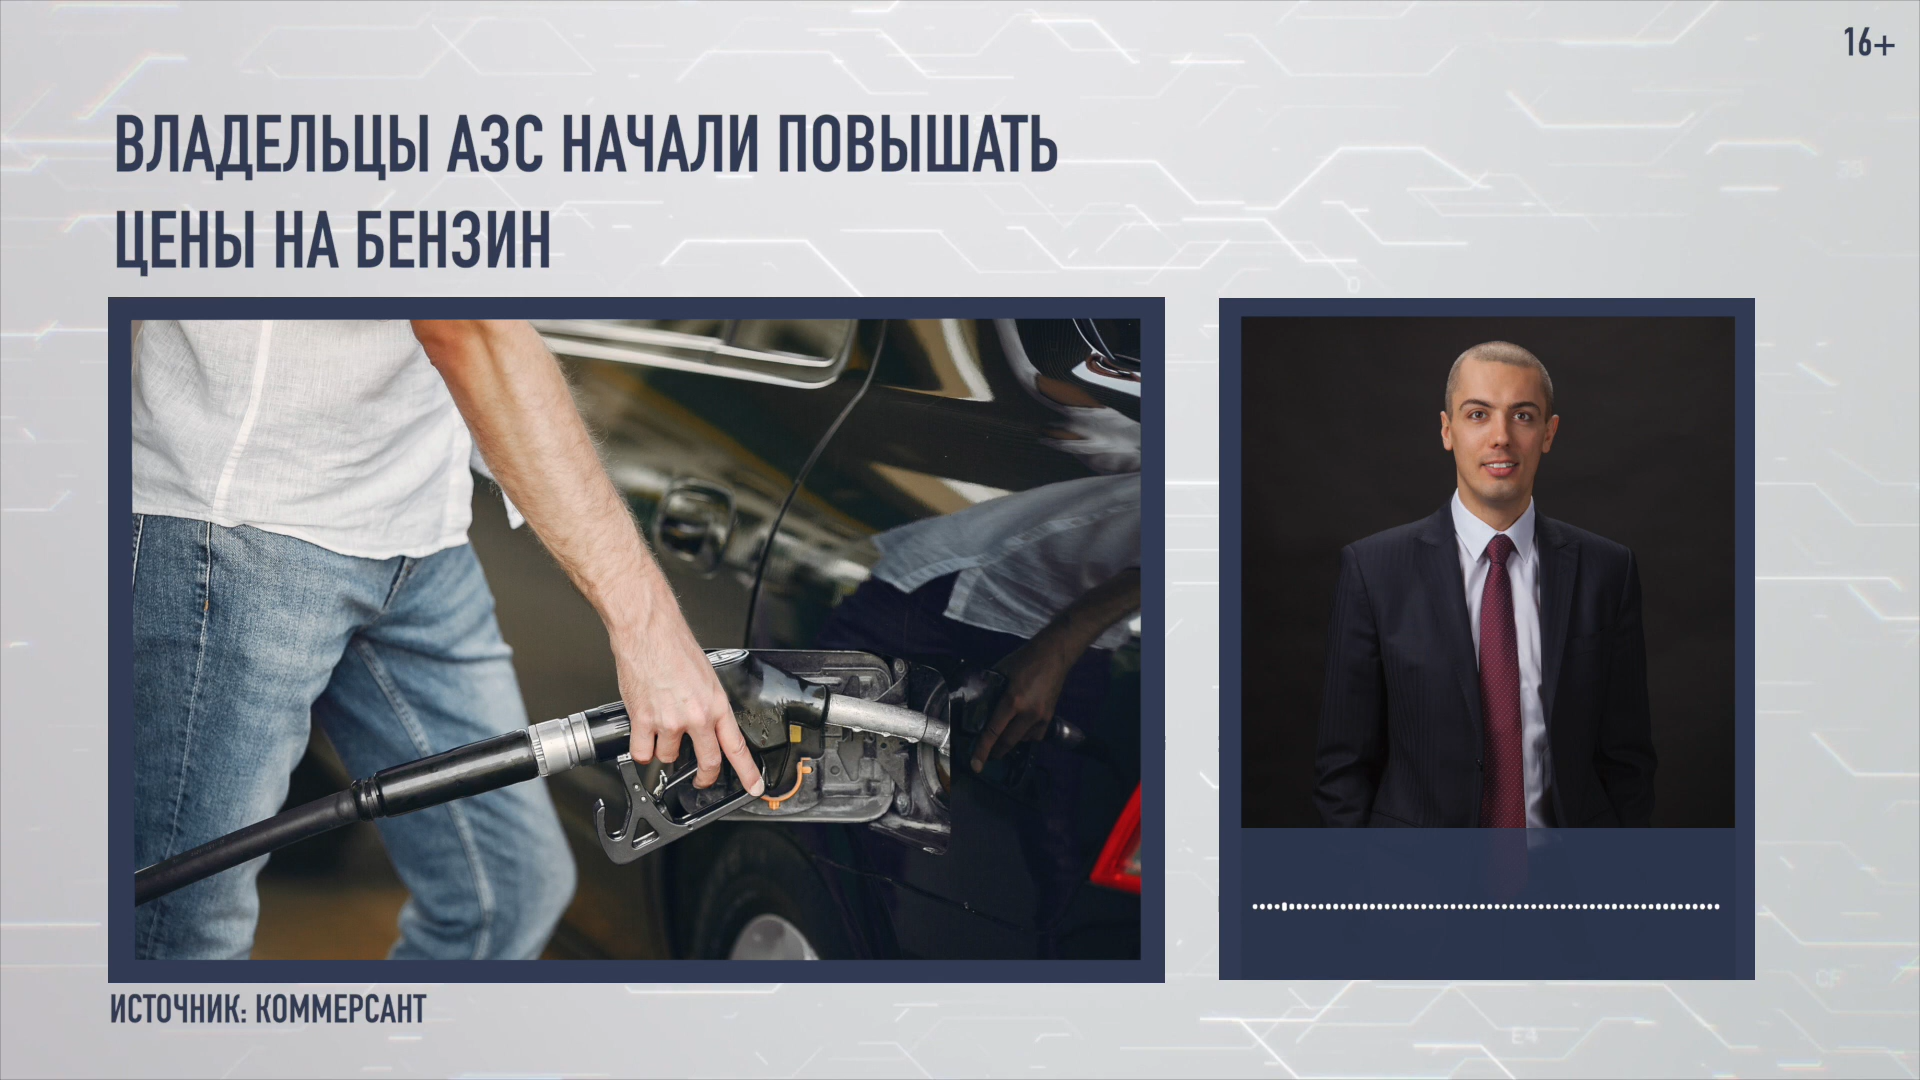 16+
ВЛАДЕЛЬЦЫ АЗС НАЧАЛИ ПОВЫШАТЬ
ЦЕНЫ НА БЕНЗИН
ИСТОЧНИК: КОММЕРСАНТ